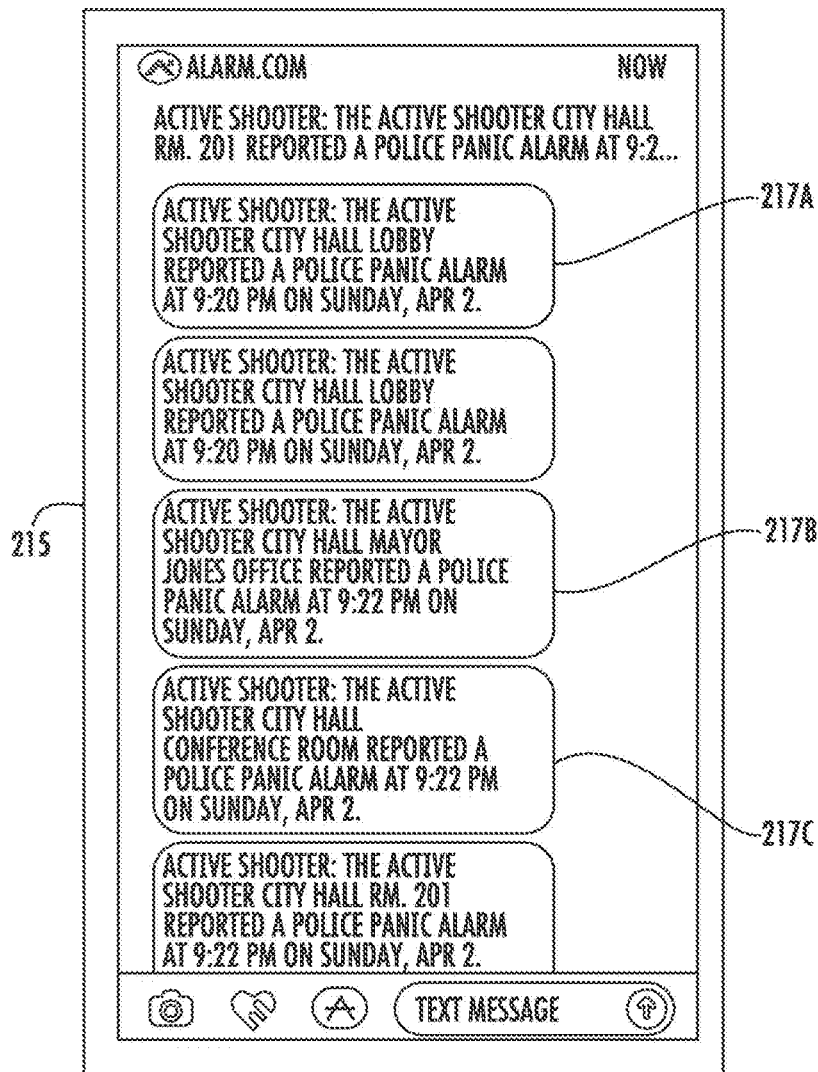 ALARM.COM NOW
ACTIVE SHOOTER: THE ACTIVE SHOOTER CITY HALL
RM. 201 REPORTED A POLICE PANIC ALARM AT 9:2...
217A
ACTIVE SHOOTER: THE ACTIVE
SHOOTER CITY HALL LOBBY
REPORTED A POLICE PANIC ALARM
AT 9:20 PM ON SUNDAY, APR 2.
ACTIVE SHOOTER: THE ACTIVE
SHOOTER CITY HALL LOBBY
REPORTED A POLICE PANIC ALARM
AT 9:20 PM ON SUNDAY, APR 2.
215
217B
ACTIVE SHOOTER: THE ACTIVE
SHOOTER CITY HALL MAYOR
JONES OFFICE REPORTED A POLICE
PANIC ALARM AT 9:22 PM ON
SUNDAY, APR 2.
ACTIVE SHOOTER: THE ACTIVE
SHOOTER CITY HALL
CONFERENCE ROOM REPORTED A
POLICE PANIC ALARM AT 9:22 PM
ON SUNDAY, APR 2.
217C
ACTIVE SHOOTER: THE ACTIVE
SHOOTER CITY HALL RM. 201
REPORTED A POLICE PANIC ALARM
AT 9:22 PM ON SUNDAY, APR 2.
TEXT MESSAGE